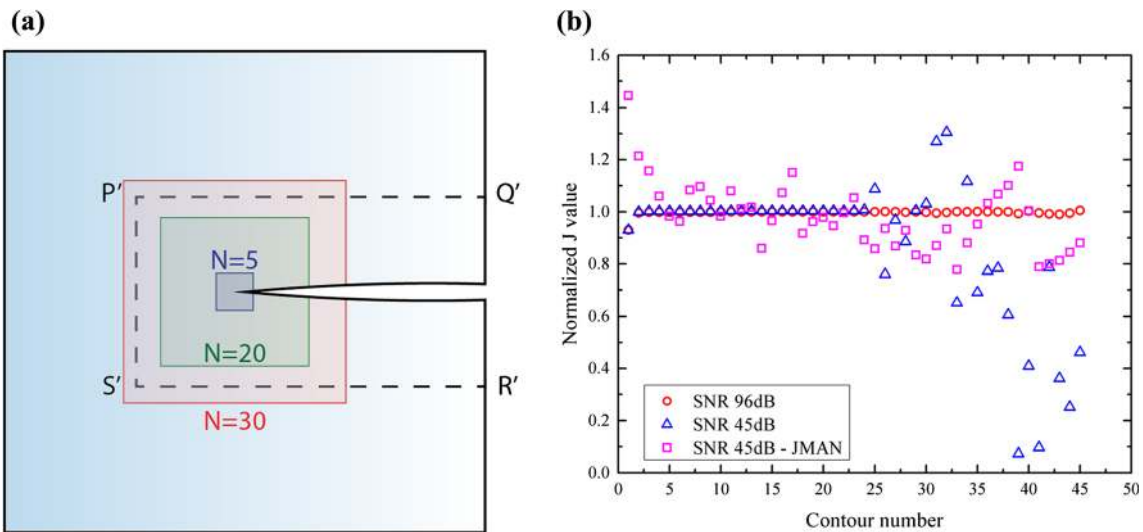 (a)
P'
Q'
N=5
N=20
S'
R'
N=30
(b)
1.6
1.4
1.2
1.0
0.8
0.6
0.4
0.2
0.0
Normalized J value
SNR 96dB
SNR 45dB
SNR 45dB - JMAN
0 5 10 15 20 25 30 35 40 45 50
Contour number